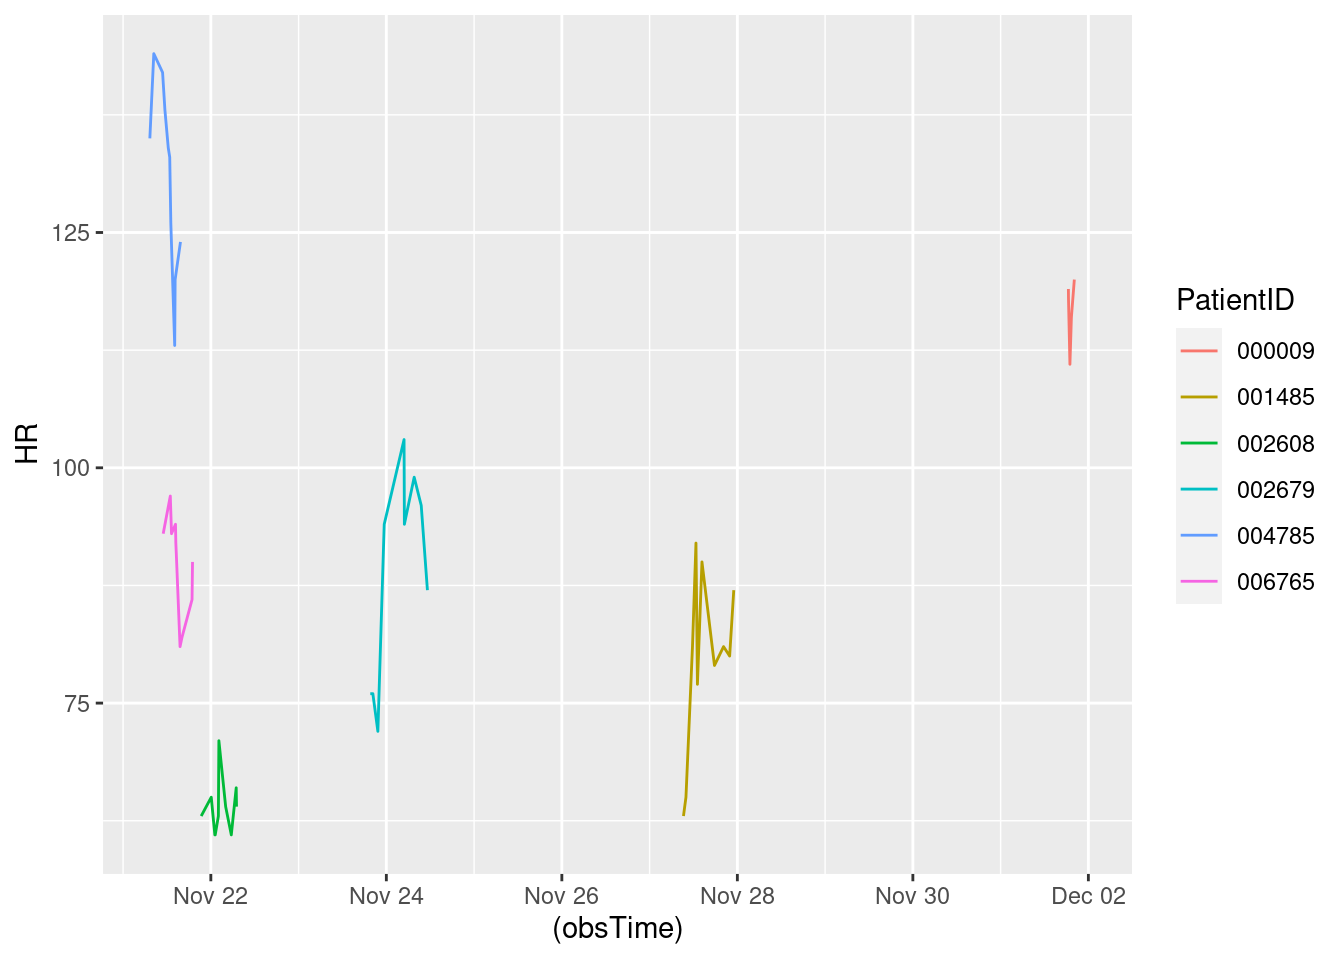 HR
125
100
75
Nov 22
Nov 24
Nov 26
Nov 28
Nov 30
Dec 02
(obsTime)
PatientID
000009
001485
002608
002679
004785
006765